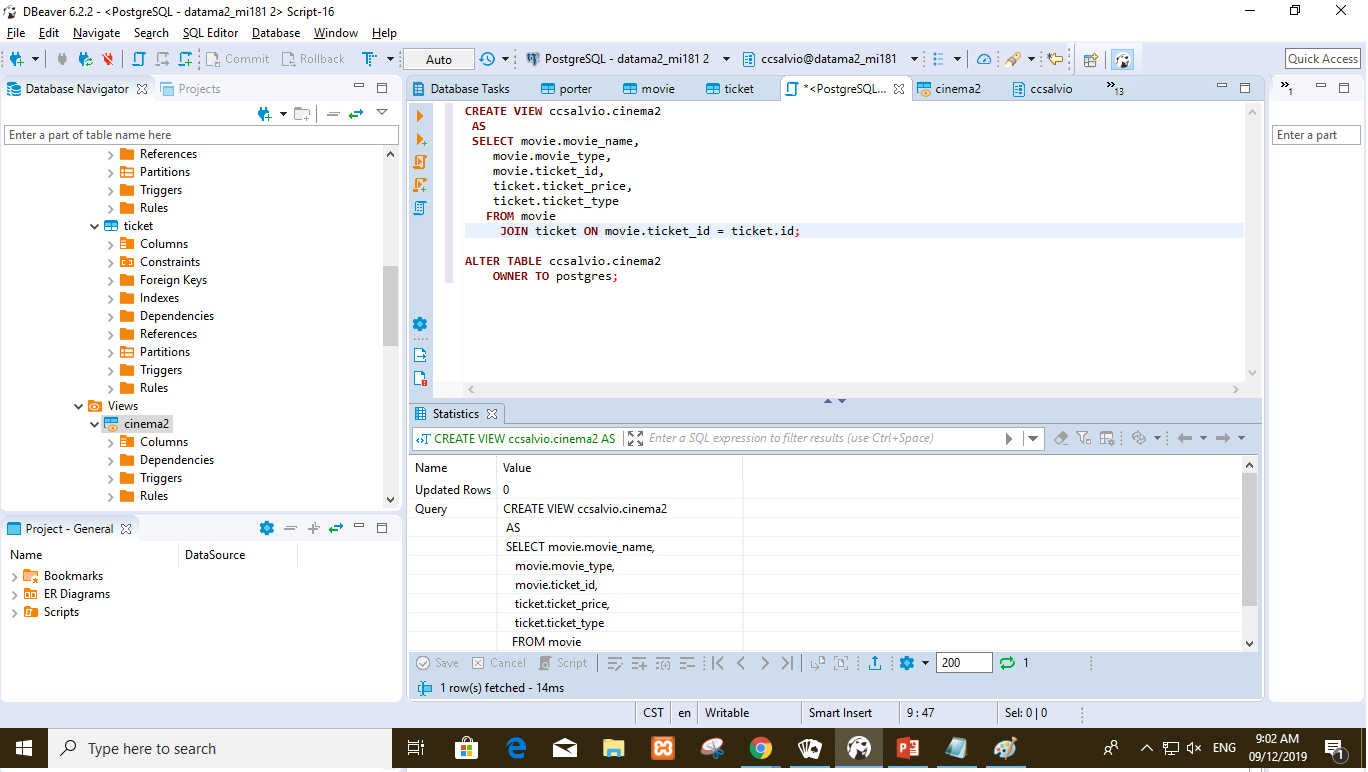 DBeaver 6.2.2 - <PostgreSQL - datama2_mi181 2> Script-16
File Edit Navigate Search SQL Editor Database Window Help
Commit Rollback Auto PostgreSQL - datama2_mi181 2 ccsalvio@datama2_mi181 Quick Access
Database Navigator Projects
Database Tasks porter movie ticket *<PostgreSQL... cinema2 ccsalvio »13 »1
Enter a part of table name here
Enter a part
References
Partitions
Triggers
Rules
ticket
Columns
Constraints
Foreign Keys
Indexes
Dependencies
References
Partitions
Triggers
Rules
Views
cinema2
Columns
Dependencies
Triggers
Rules
CREATE VIEW ccsalvio.cinema2
AS
SELECT movie.movie_name,
movie.movie_type,
movie.ticket_id,
ticket.ticket_price,
ticket.ticket_type
FROM movie
JOIN ticket ON movie.ticket_id = ticket.id;
ALTER TABLE ccsalvio.cinema2
OWNER TO postgres;
Project - General
Name DataSource
Bookmarks
ER Diagrams
Scripts
Statistics
CREATE VIEW ccsalvio.cinema2 AS Enter a SQL expression to filter results (use Ctrl+Space)
Name Value
Updated Rows 0
Query CREATE VIEW ccsalvio.cinema2
AS
SELECT movie.movie_name,
movie.movie_type,
movie.ticket_id,
ticket.ticket_price,
ticket.ticket_type
FROM movie
Save Cancel Script 200 1
1 row(s) fetched - 14ms
CST en Writable Smart Insert 9 : 47 Sel: 0 | 0
Type here to search
ENG
9:02 AM
09/12/2019
1